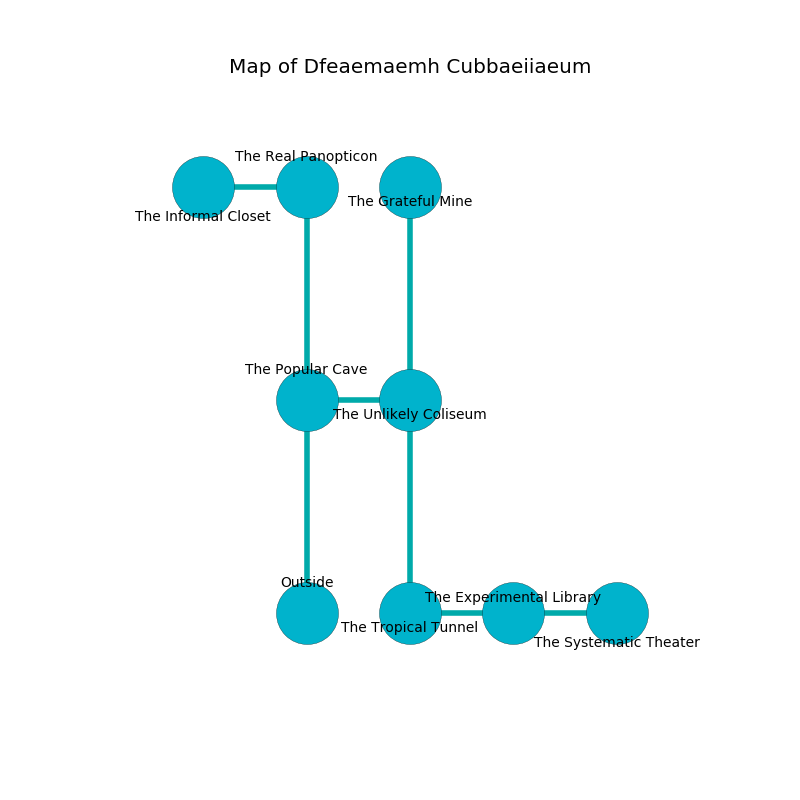 Map of Dfeaemaemh Cubbaeiiaeum
The Real Panopticon
The Grateful Mine
The Informal Closet
The Popular Cave
The Unlikely Coliseum
Outside
The Experimental Library
The Tropical Tunnel
The Systematic Theater